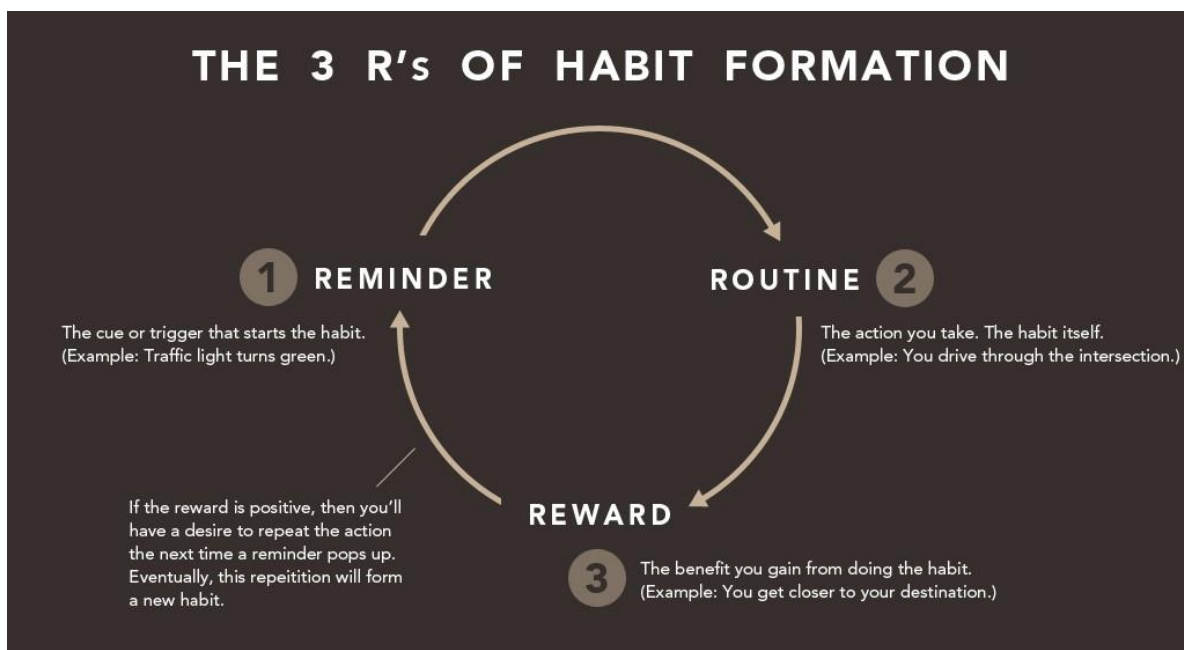 THE 3 R's OF HABIT FORMATION
1 REMINDER
The cue or trigger that starts the habit.
(Example: Traffic light turns green.)
ROUTINE 2
The action you take. The habit itself.
(Example: You drive through the intersection.)
REWARD
3
The benefit you gain from doing the habit.
(Example: You get closer to your destination.)
If the reward is positive, then you'll
have a desire to repeat the action
the next time a reminder pops up.
Eventually, this repeitition will form
a new habit.